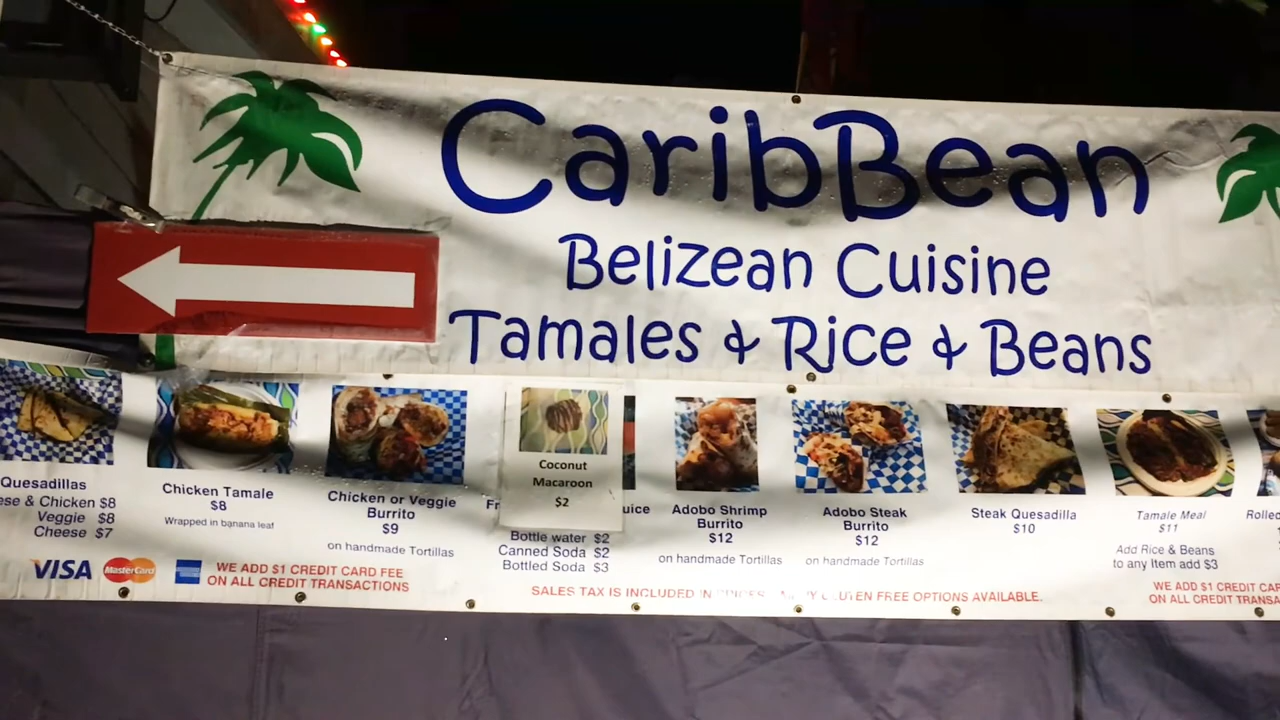 CaribBean
Belizean Cuisine
Tamales & Rice & Beans
Quesadillas
& Chicken $8
Veggie $8
Cheese $7
Chicken Tamale
$8
Wrapped in banana leaf
Chicken or Veggie
Burrito
$9
on handmade Tortillas
Coconut
Macaroon
$2
Bottle water $2
Canned Soda $2
Bottled Soda $3
Adobo Shrimp
Burrito
$12
on handmade Tortillas
Adobo Steak
Burrito
$12
on handmade Tortillas
Steak Quesadilla
$10
Tamale Meal
$11
Add Rice & Beans
to any Item add $3
VISA
MasterCard
WE ADD $1 CREDIT CARD FEE
ON ALL CREDIT TRANSACTIONS
SALES TAX IS INCLUDED IN PRICES. MANY GLUTEN FREE OPTIONS AVAILABLE.
WE ADD $1 CREDIT
ON ALL CREDIT